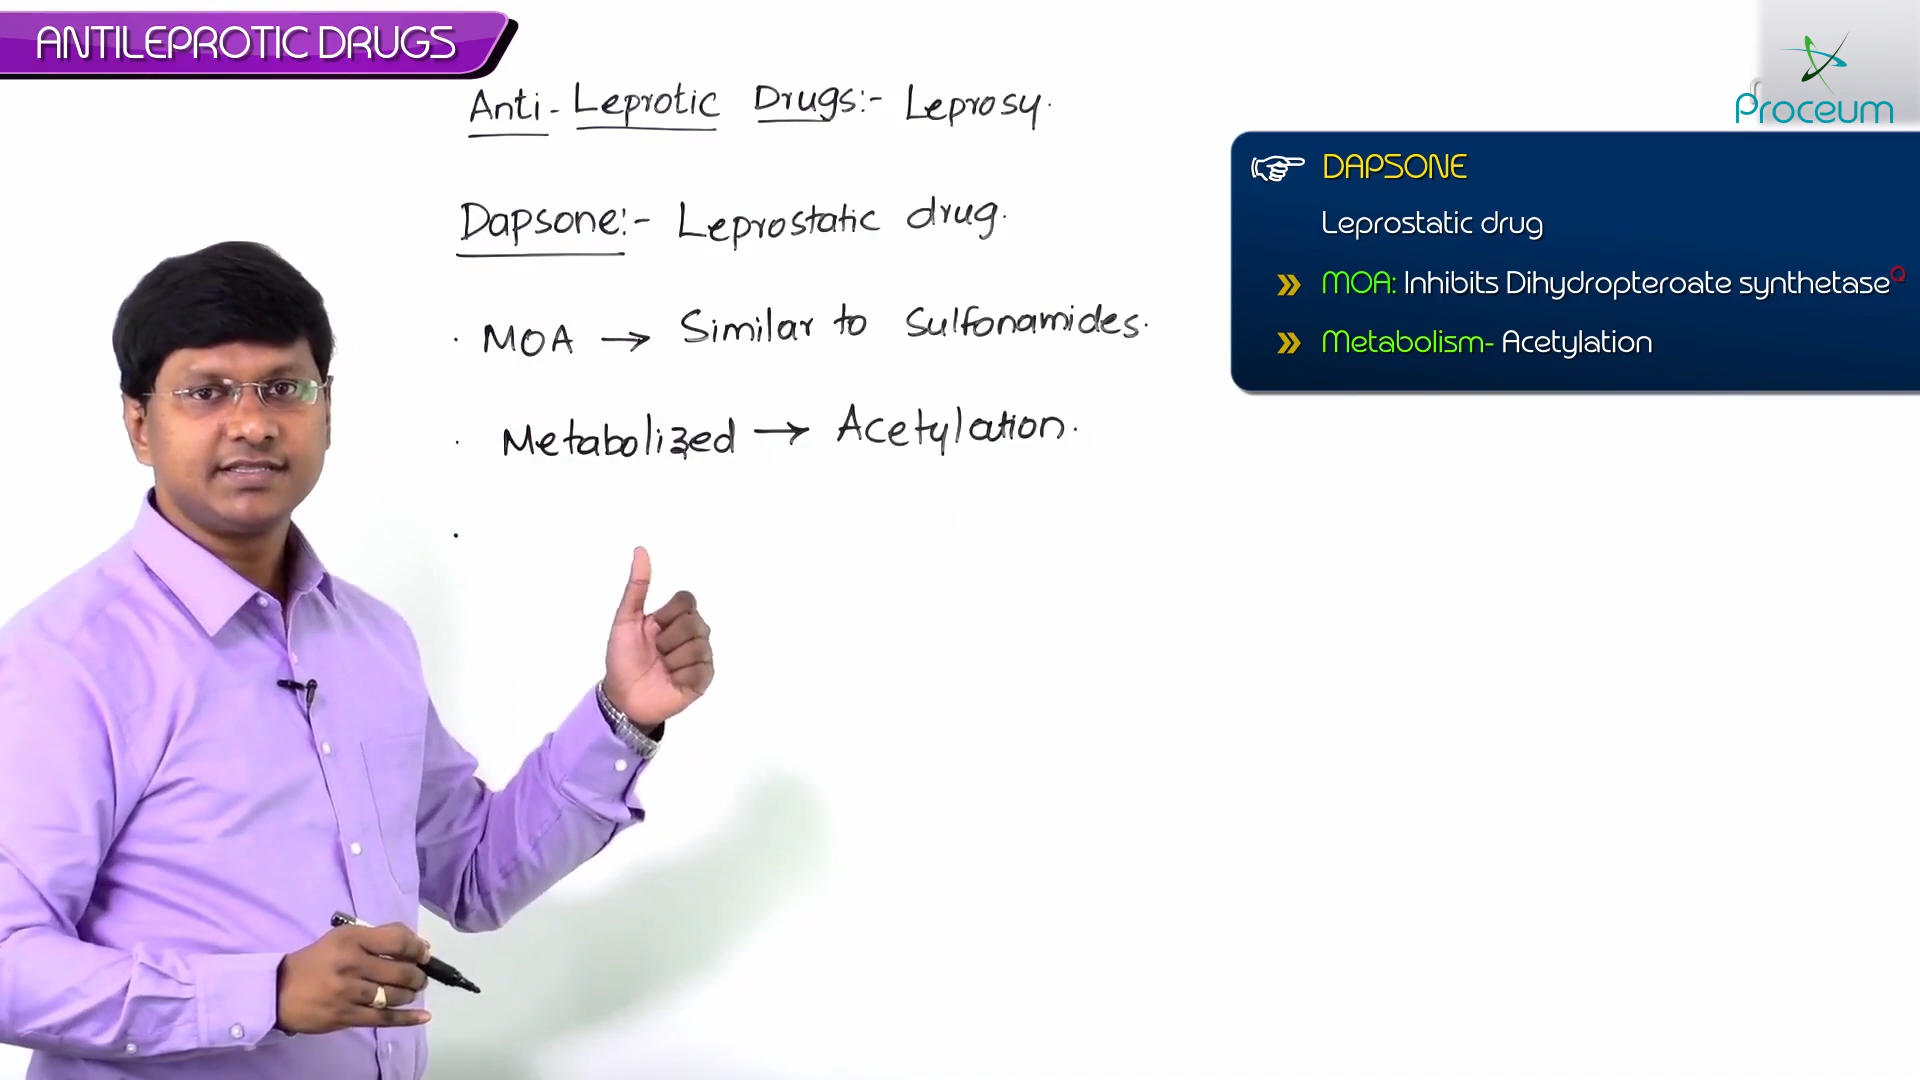 ANTILEPROTIC DRUGS
Anti-Leprotic Drugs:- Leprosy.
Dapsone:- Leprostatic drug.
. MOA → Similar to Sulfonamides.
. Metabolized → Acetylation.
.
Proceum
DAPSONE
Leprostatic drug
» MOA: Inhibits Dihydropteroate synthetaseQ
» Metabolism- Acetylation